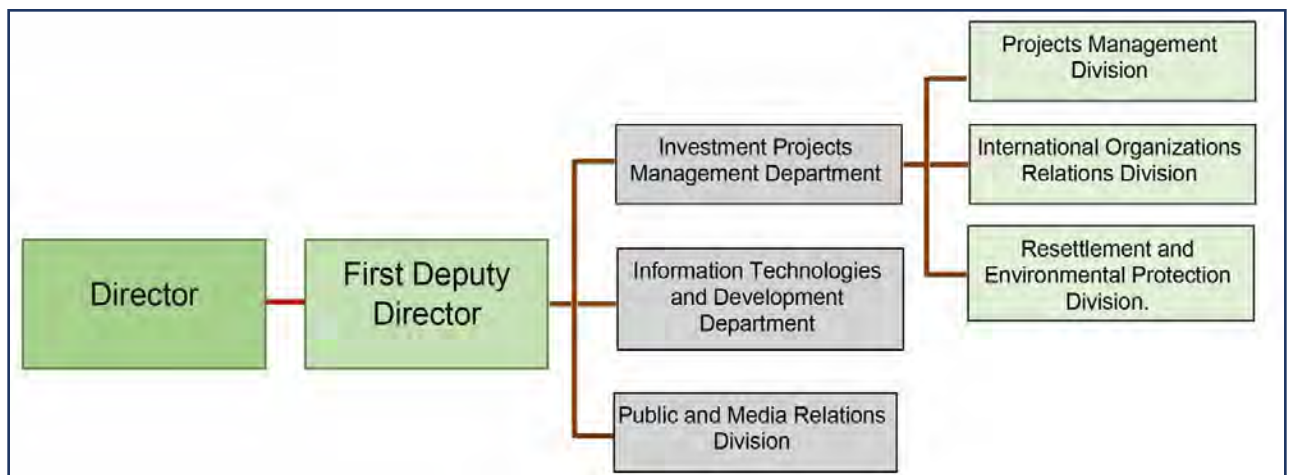 Director
First Deputy
Director
Investment Projects
Management Department
Information Technologies
and Development
Department
Public and Media Relations
Division
Projects Management
Division
International Organizations
Relations Division
Resettlement and
Environmental Protection
Division.